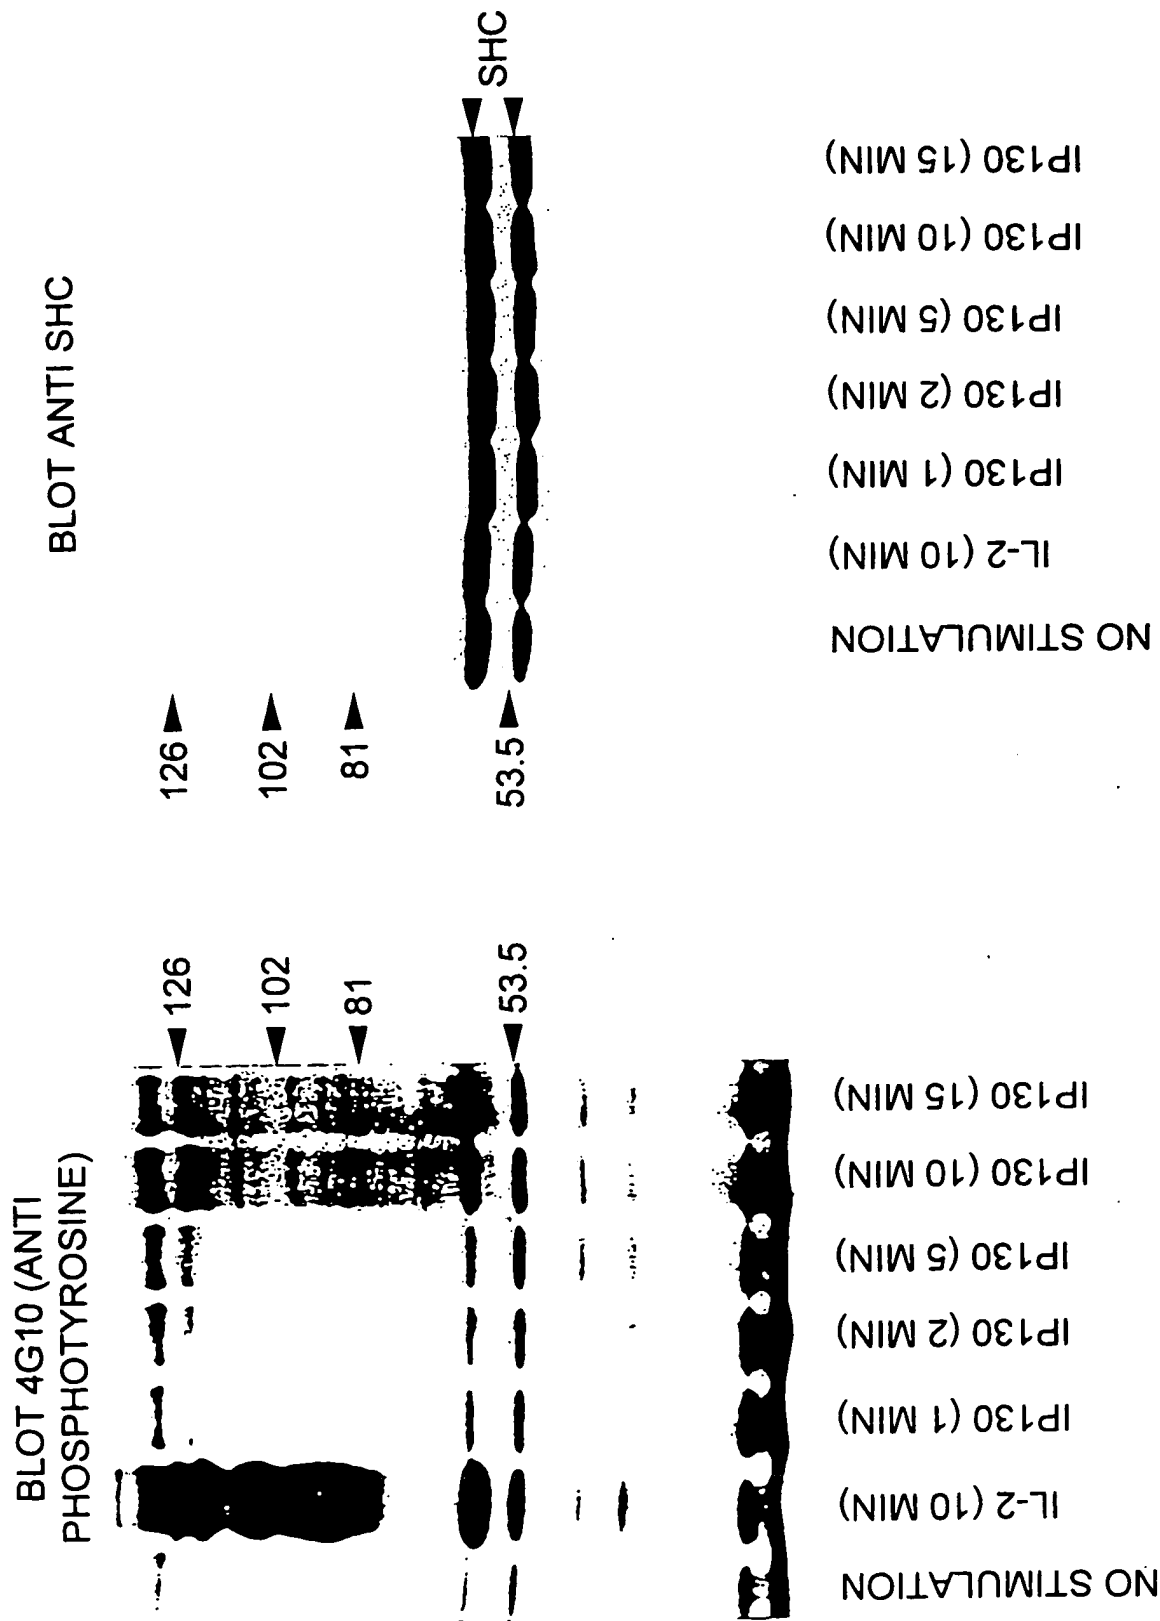 BLOT 4G10 (ANTI
PHOSPHOTYROSINE)
126
102
81
53.5
NO STIMULATION
IL-2 (10 MIN)
IP130 (1 MIN)
IP130 (2 MIN)
IP130 (5 MIN)
IP130 (10 MIN)
IP130 (15 MIN)
BLOT ANTI SHC
126
102
81
53.5
SHC
NO STIMULATION
IL-2 (10 MIN)
IP130 (1 MIN)
IP130 (2 MIN)
IP130 (5 MIN)
IP130 (10 MIN)
IP130 (15 MIN)